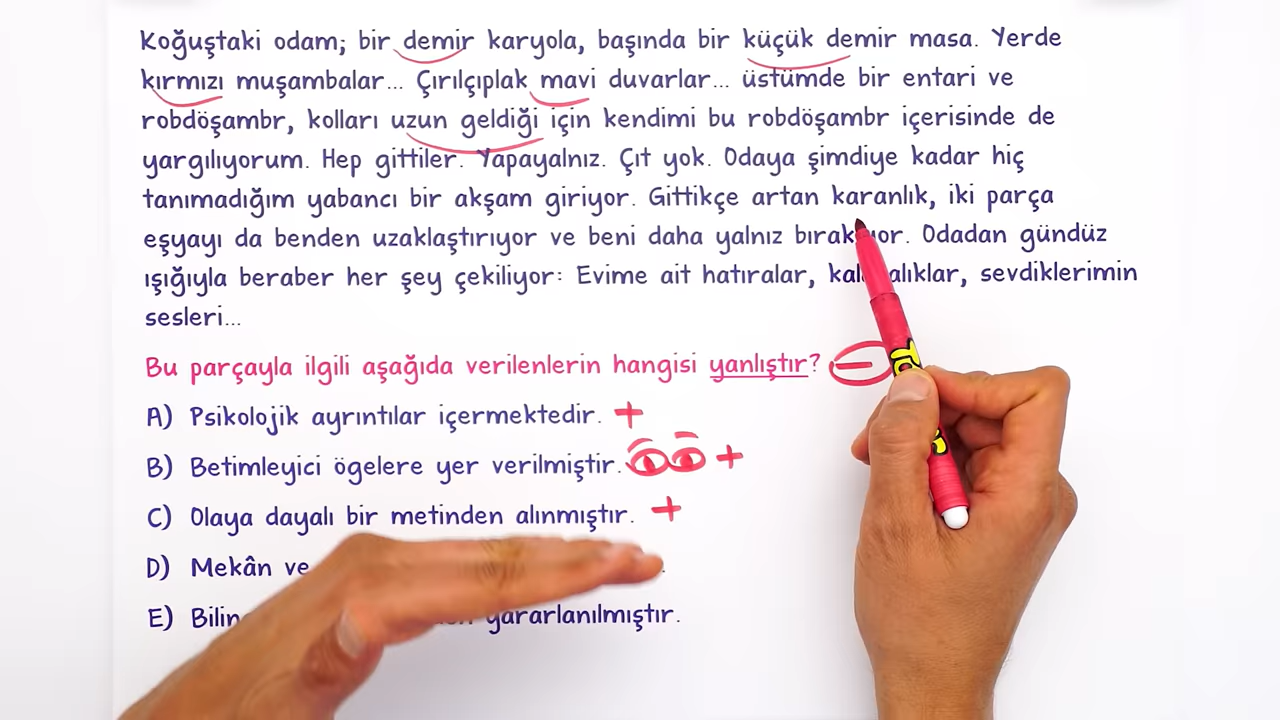 Koğuştaki odam; bir demir karyola, başında bir küçük demir masa. Yerde
kırmızı muşambalar... Çırılçıplak mavi duvarlar... üstümde bir entari ve
robdöşambr, kolları uzun geldiği için kendimi bu robdöşambr içerisinde de
yargılıyorum. Hep gittiler. Yapayalnız. Çıt yok. Odaya şimdiye kadar hiç
tanımadığım yabancı bir akşam giriyor. Gittikçe artan karanlık, iki parça
eşyayı da benden uzaklaştırıyor ve beni daha yalnız Odadan gündüz
ışığıyla beraber her şey çekiliyor: Evime ait hatıralar, sevdiklerimin
sesleri...
Bu parçayla ilgili aşağıda verilenlerin hangisi yanlıştır? -
A) Psikolojik ayrıntılar içermektedir. +
B) Betimleyici ögelere yer verilmiştir. +
C) Olaya dayalı bir metinden alınmıştır. +
D) Mekân ve
E) yararlanılmıştır.